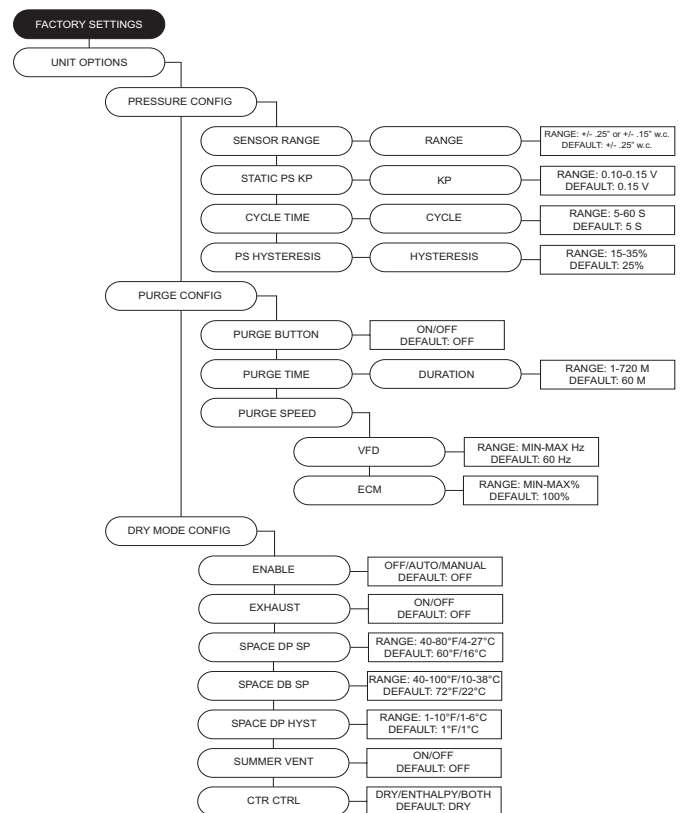 FACTORY SETTINGS
UNIT OPTIONS
PRESSURE CONFIG
SENSOR RANGE
RANGE
RANGE: +/- .25" or +/- .15" w.c.
DEFAULT: +/- .25" w.c.
STATIC PS KP
KP
RANGE: 0.10-0.15 V
DEFAULT: 0.15 V
CYCLE TIME
CYCLE
RANGE: 5-60 S
DEFAULT: 5 S
PS HYSTERESIS
HYSTERESIS
RANGE: 15-35%
DEFAULT: 25%
PURGE CONFIG
PURGE BUTTON
ON/OFF
DEFAULT: OFF
PURGE TIME
DURATION
RANGE: 1-720 M
DEFAULT: 60 M
PURGE SPEED
VFD
RANGE: MIN-MAX Hz
DEFAULT: 60 Hz
ECM
RANGE: MIN-MAX%
DEFAULT: 100%
DRY MODE CONFIG
ENABLE
OFF/AUTO/MANUAL
DEFAULT: OFF
EXHAUST
ON/OFF
DEFAULT: OFF
SPACE DP SP
RANGE: 40-80°F/4-27°C
DEFAULT: 60°F/16°C
SPACE DB SP
RANGE: 40-100°F/10-38°C
DEFAULT: 72°F/22°C
SPACE DP HYST
RANGE: 1-10°F/1-6°C
DEFAULT: 1°F/1°C
SUMMER VENT
ON/OFF
DEFAULT: OFF
CTR CTRL
DRY/ENTHALPY/BOTH
DEFAULT: DRY